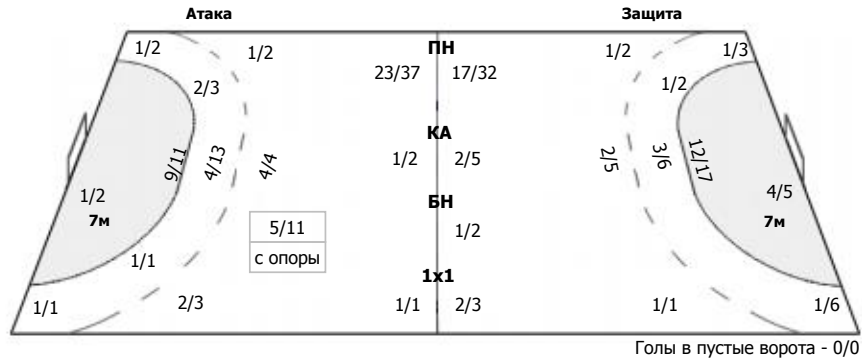 Атака Защита
1/2 1/2 ПН 1/2 1/3
23/37 17/32
2/3 1/2
КА
9/11 4/13 4/4 1/2 2/5 2/5 3/6 12/17
1/2 4/5
7м БН 7м
5/11 1/2
с опоры
1/1 1х1
1/1 2/3 1/1 2/3 1/1 1/6
Голы в пустые ворота - 0/0